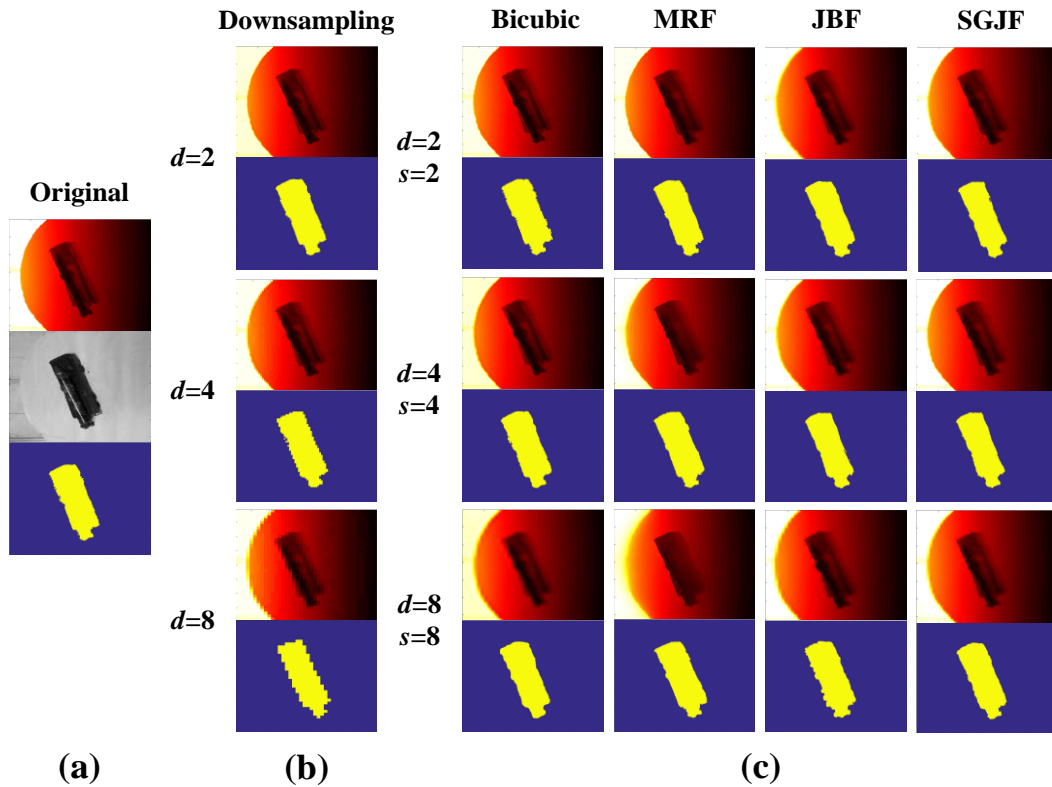 Downsampling
Bicubic
MRF
JBF
SGJF
Original
d=2
d=2
s=2
d=4
d=4
s=4
d=8
d=8
s=8
(a)
(b)
(c)